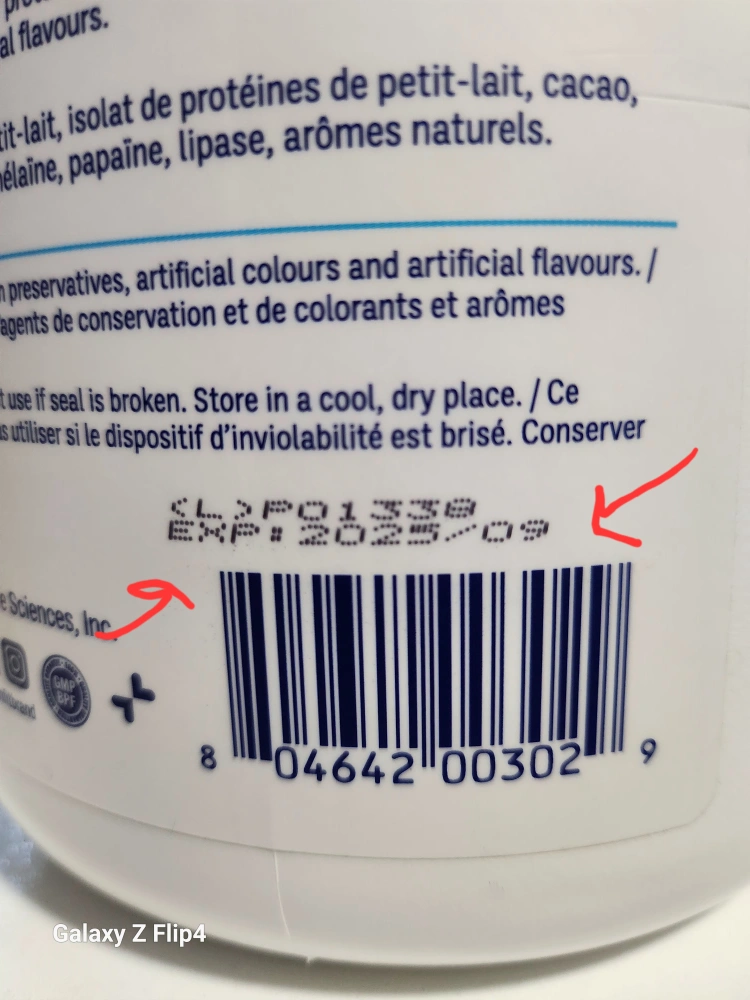 al flavours.
tit-lait, isolat de protéines de petit-lait, cacao,
mélaïne, papaïne, lipase, arômes naturels.
preservatives, artificial colours and artificial flavours. /
agents de conservation et de colorants et arômes
t use if seal is broken. Store in a cool, dry place. / Ce
utiliser si le dispositif d'inviolabilité est brisé. Conserver
<L>P01338
EXP:2025/09
e Sciences, Inc.
GMP
BPF
8 04642 00302 9
Galaxy Z Flip4